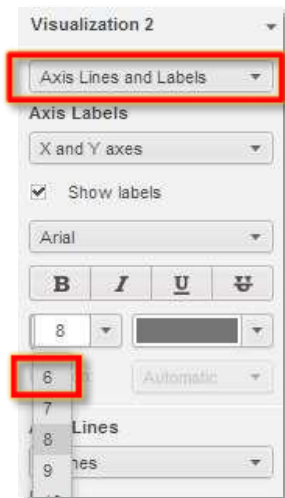 Visualization 2
Axis Lines and Labels
Axis Labels
X and Y axes
Show labels
Arial
B I U U
8
6
Automatic
7
Lines
8
9